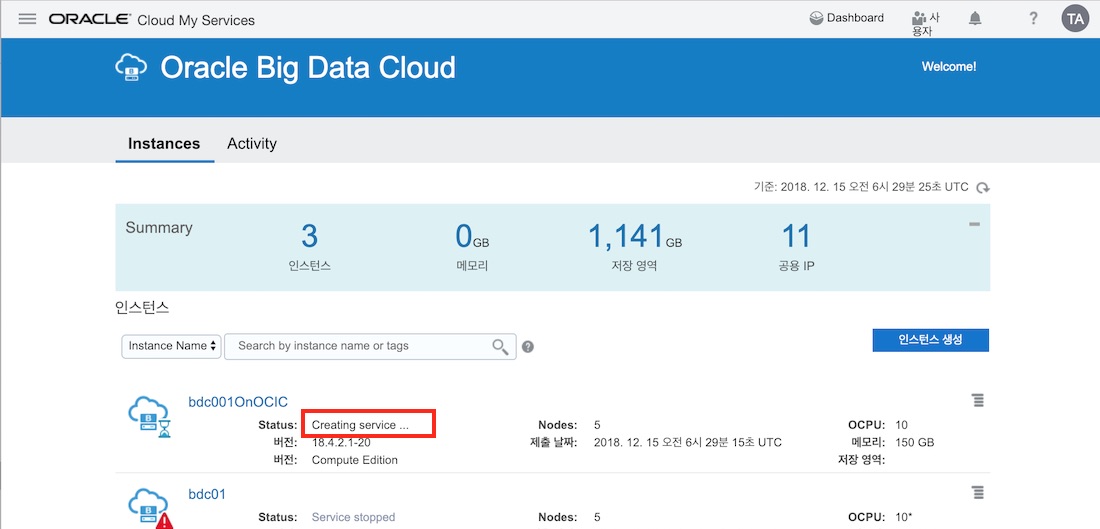 ORACLE® Cloud My Services
Dashboard
사
용자
?
TA
Oracle Big Data Cloud
Welcome!
Instances
Activity
기준: 2018. 12. 15 오전 6시 29분 25초 UTC
Summary
3
인스턴스
0GB
메모리
1,141GB
저장 영역
11
공용 IP
인스턴스
Instance Name
Search by instance name or tags
?
인스턴스 생성
B
bdc001OnOCIC
Status: Creating service ...
Nodes: 5
OCPU: 10
버전: 18.4.2.1-20
제출 날짜: 2018. 12. 15 오전 6시 29분 15초 UTC
메모리: 150 GB
버전: Compute Edition
저장 영역:
B
bdc01
Status: Service stopped
Nodes: 5
OCPU: 10*